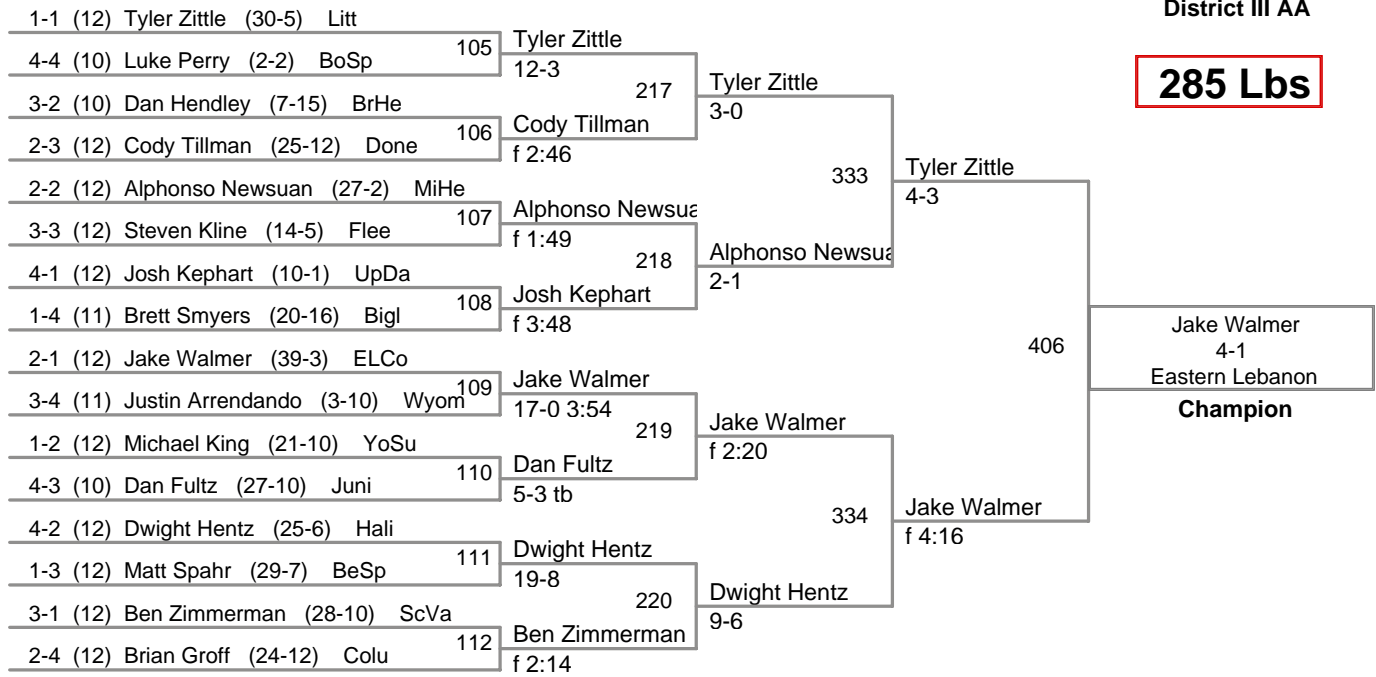 District III AA
285 Lbs
1-1 (12) Tyler Zittle (30-5) Litt
4-4 (10) Luke Perry (2-2) BoSp
3-2 (10) Dan Hendley (7-15) BrHe
2-3 (12) Cody Tillman (25-12) Done
2-2 (12) Alphonso Newsuan (27-2) MiHe
3-3 (12) Steven Kline (14-5) Flee
4-1 (12) Josh Kephart (10-1) UpDa
1-4 (11) Brett Smyers (20-16) Bigl
2-1 (12) Jake Walmer (39-3) ELCo
3-4 (11) Justin Arrendando (3-10) Wyom
1-2 (12) Michael King (21-10) YoSu
4-3 (10) Dan Fultz (27-10) Juni
4-2 (12) Dwight Hentz (25-6) Hali
1-3 (12) Matt Spahr (29-7) BeSp
3-1 (12) Ben Zimmerman (28-10) ScVa
2-4 (12) Brian Groff (24-12) Colu
105
106
107
108
109
110
111
112
Tyler Zittle
12-3
Cody Tillman
f 2:46
Alphonso Newsua
f 1:49
Josh Kephart
f 3:48
Jake Walmer
17-0 3:54
Dan Fultz
5-3 tb
Dwight Hentz
19-8
Ben Zimmerman
f 2:14
217
218
219
220
Tyler Zittle
3-0
Alphonso Newsua
2-1
Jake Walmer
f 2:20
Dwight Hentz
9-6
333
334
Tyler Zittle
4-3
Jake Walmer
f 4:16
406
Jake Walmer
4-1
Eastern Lebanon
Champion